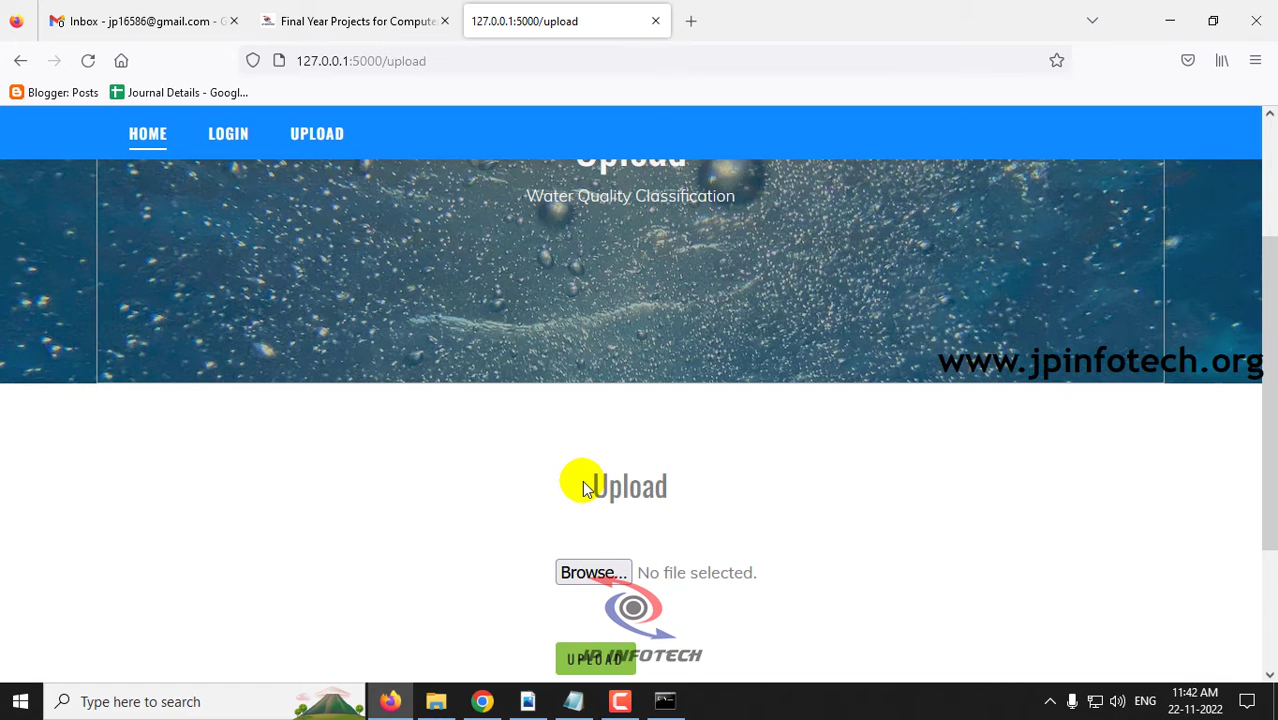 Inbox - jp16586@gmail.com - G
Final Year Projects for Compute
127.0.0.1:5000/upload
127.0.0.1:5000/upload
Blogger: Posts
Journal Details - Googl...
HOME
LOGIN
UPLOAD
Upload
Water Quality Classification
www.jpinfotech.org
Upload
Browse...
No file selected.
UPLOAD
JP INFOTECH
Type here to search
ENG
11:42 AM
22-11-2022